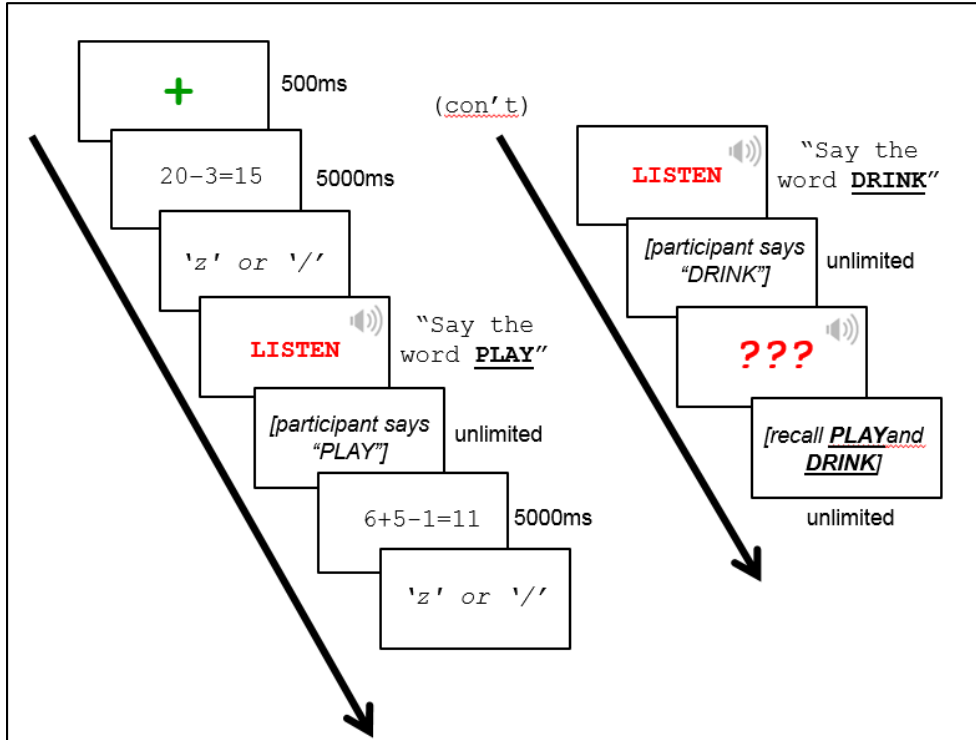 +
500ms
20-3=15
5000ms
'z' or '/'
LISTEN
"Say the
word PLAY"
[participant says
"PLAY"]
unlimited
6+5-1=11
5000ms
'z' or '/'
(con't)
LISTEN
"Say the
word DRINK"
[participant says
"DRINK"]
unlimited
???
[recall PLAYand
DRINK]
unlimited